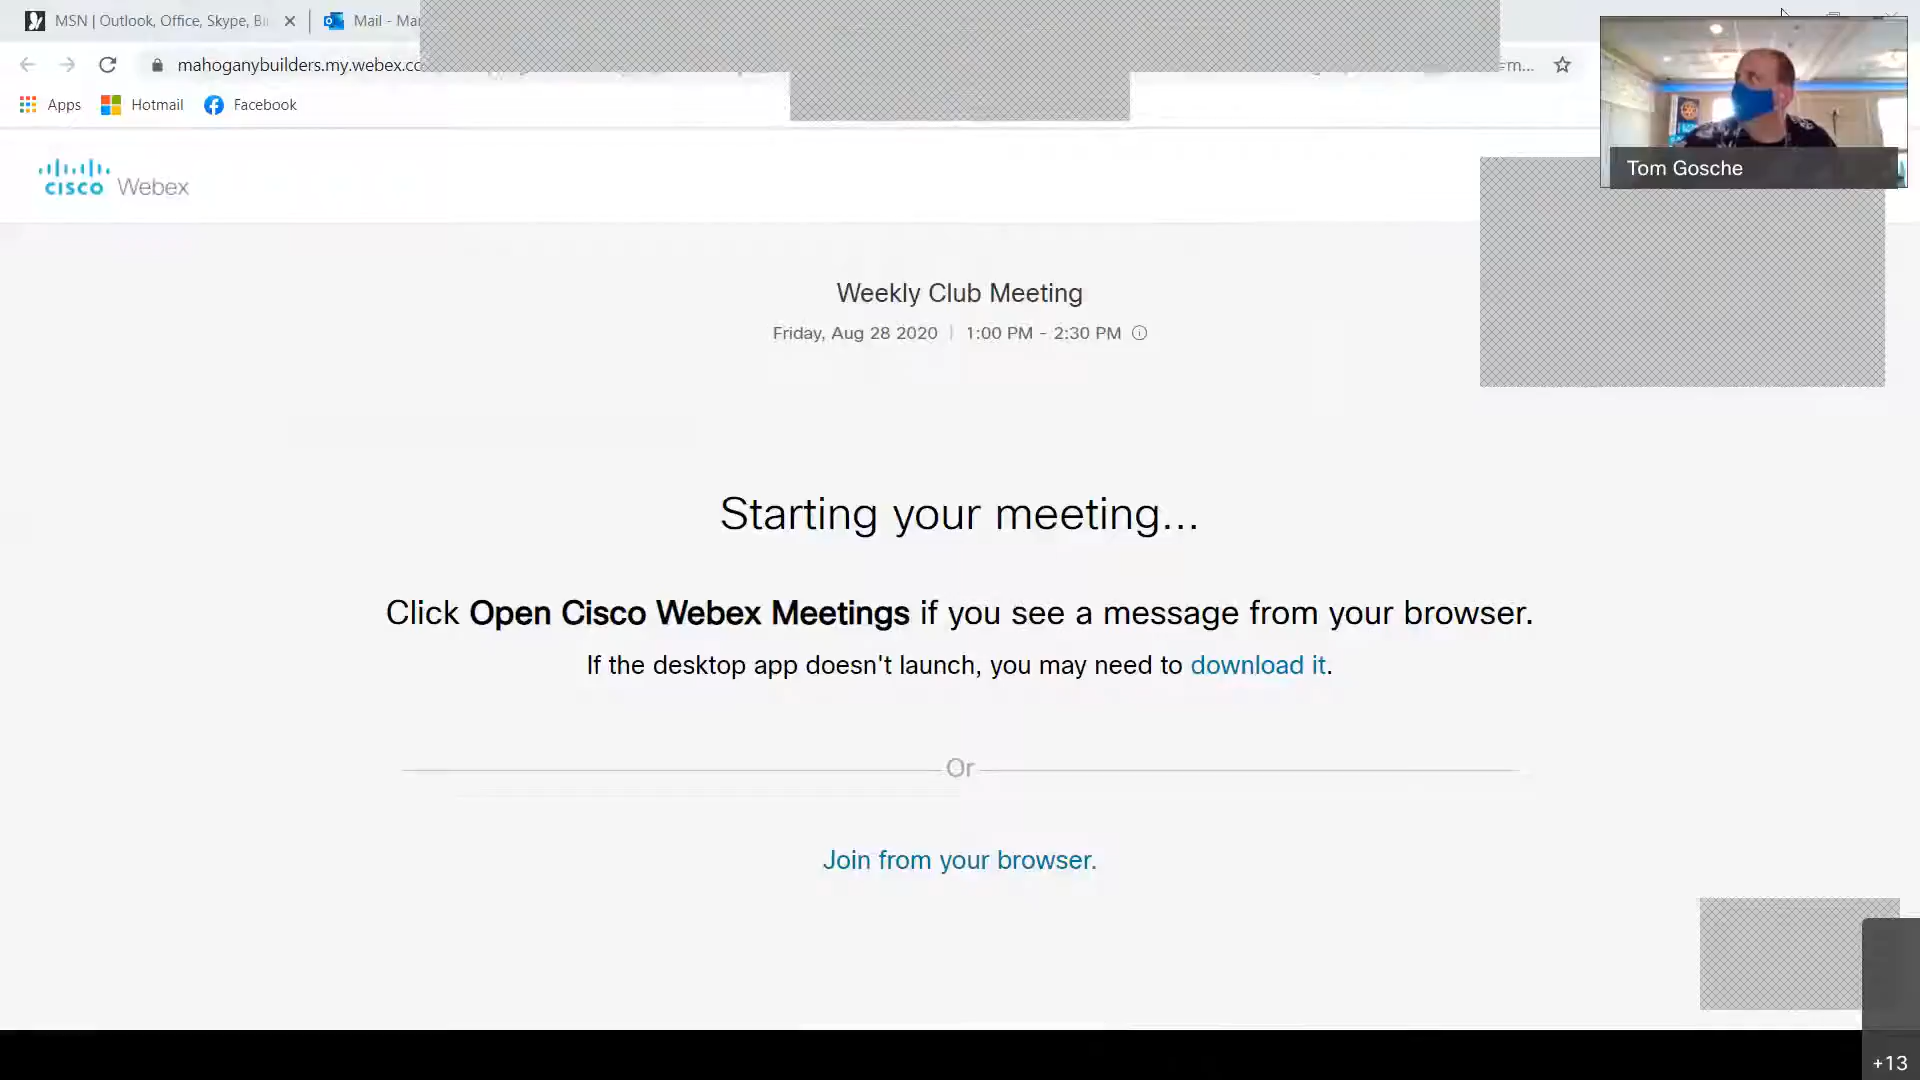 MSN | Outlook, Office, Skype, Bi
Mail - Mar
mahoganybuilders.my.webex.co
=m...
Apps
Hotmail
Facebook
Tom Gosche
CISCO Webex
Weekly Club Meeting
Friday, Aug 28 2020 | 1:00 PM - 2:30 PM
Starting your meeting...
Click Open Cisco Webex Meetings if you see a message from your browser.
If the desktop app doesn't launch, you may need to download it.
Or
Join from your browser.
+13